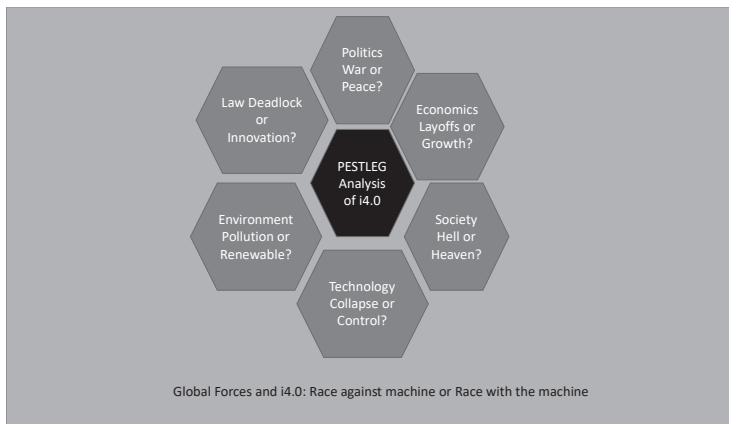 Politics
War or
Peace?
Law Deadlock
or
Innovation?
Economics
Layoffs or
Growth?
PESTLEG
Analysis
of i4.0
Environment
Pollution or
Renewable?
Society
Hell or
Heaven?
Technology
Collapse or
Control?
Global Forces and i4.0: Race against machine or Race with the machine